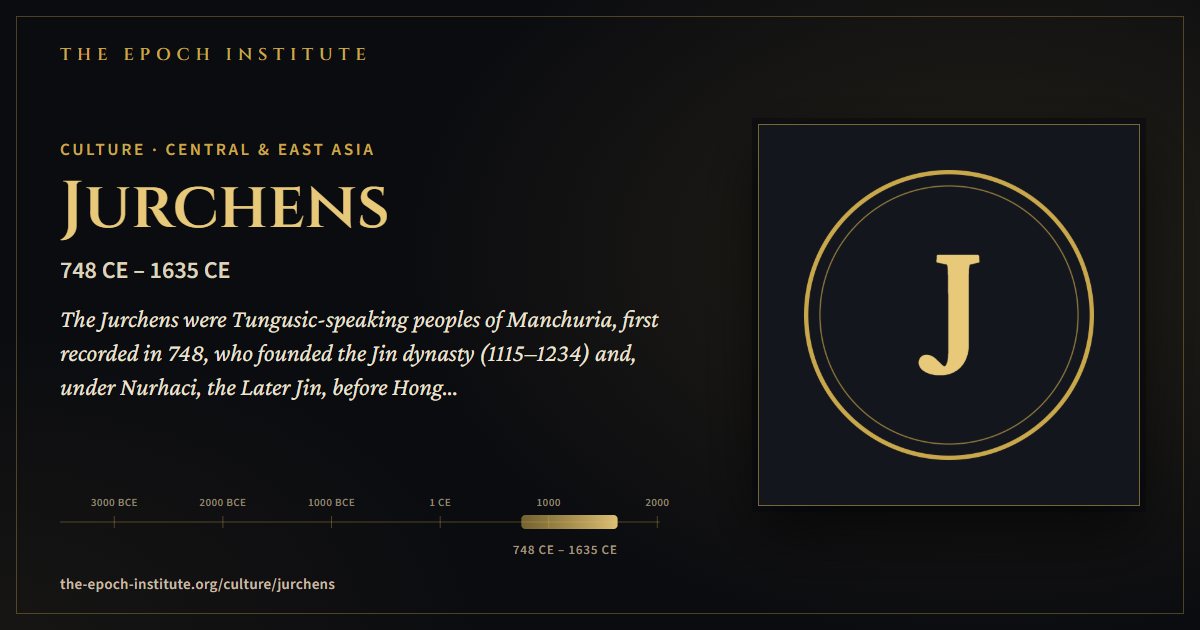 THE EPOCH INSTITUTE
CULTURE · CENTRAL & EAST ASIA
JURCHENS
748 CE – 1635 CE
The Jurchens were Tungusic-speaking peoples of Manchuria, first
recorded in 748, who founded the Jin dynasty (1115–1234) and,
under Nurhaci, the Later Jin, before Hong...
J
3000 BCE 2000 BCE 1000 BCE 1 CE 1000 2000
748 CE – 1635 CE
the-epoch-institute.org/culture/jurchens